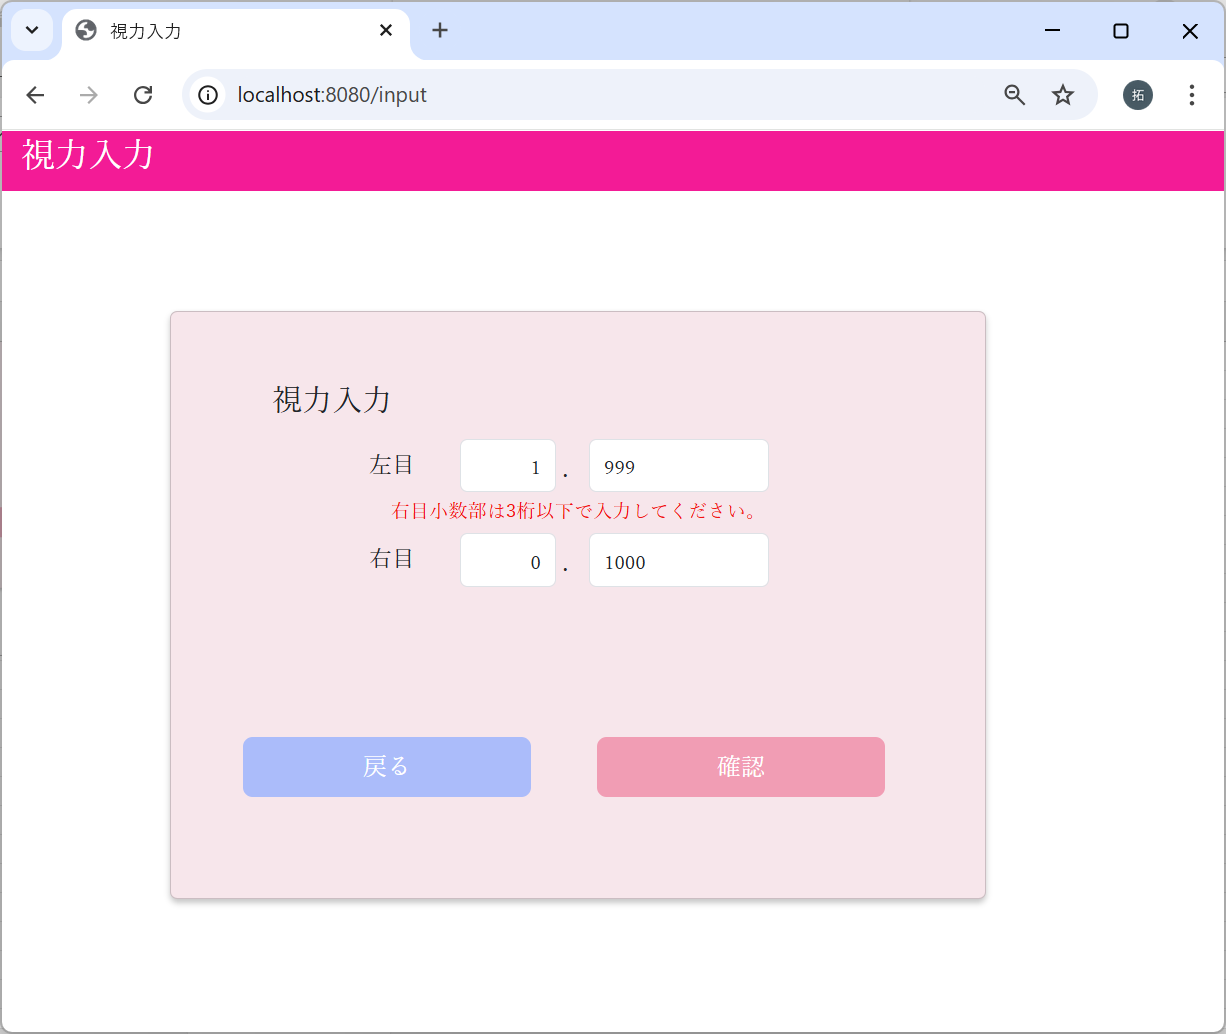 視力入力
localhost:8080/input
拓
視力入力
視力入力
左目 1 . 999
右目小数部は3桁以下で入力してください。
右目 0 . 1000
戻る 確認